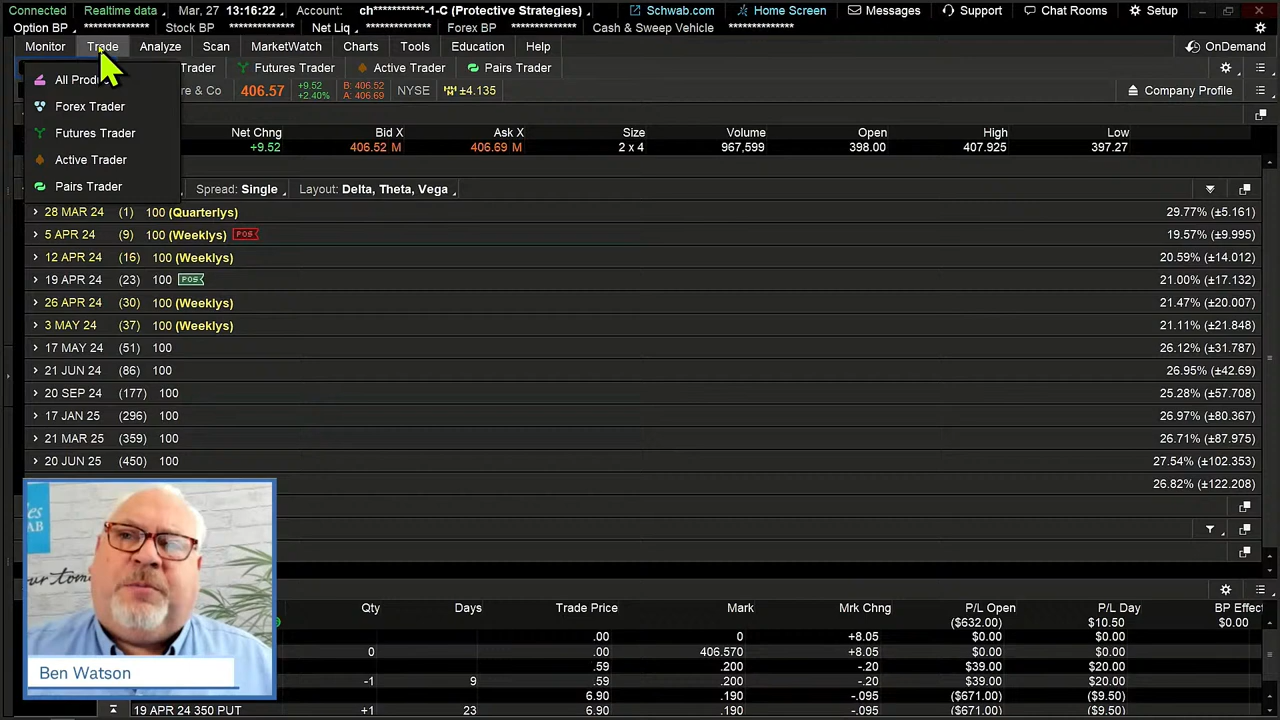 Connected Realtime data Mar. 27 13:16:22 Account: ch***********-1-C (Protective Strategies) Schwab.com Home Screen Messages Support Chat Rooms Setup
Option BP ************** Stock BP ************** Net Liq ************** Forex BP ************** Cash & Sweep Vehicle **************
Monitor Trade Analyze Scan MarketWatch Charts Tools Education Help OnDemand
All Produ Trader Futures Trader Active Trader Pairs Trader
re & Co 406.57 +9.52 +2.40% B: 406.52 A: 406.69 NYSE ±4.135 Company Profile
Forex Trader
Futures Trader
Active Trader
Pairs Trader
Net Chng Bid X Ask X Size Volume Open High Low
+9.52 406.52 M 406.69 M 2 x 4 967,599 398.00 407.925 397.27
Spread: Single Layout: Delta, Theta, Vega
28 MAR 24 (1) 100 (Quarterlys) 29.77% (±5.161)
5 APR 24 (9) 100 (Weeklys) POS 19.57% (±9.995)
12 APR 24 (16) 100 (Weeklys) 20.59% (±14.012)
19 APR 24 (23) 100 POS 21.00% (±17.132)
26 APR 24 (30) 100 (Weeklys) 21.47% (±20.007)
3 MAY 24 (37) 100 (Weeklys) 21.11% (±21.848)
17 MAY 24 (51) 100 26.12% (±31.787)
21 JUN 24 (86) 100 26.95% (±42.69)
20 SEP 24 (177) 100 25.28% (±57.708)
17 JAN 25 (296) 100 26.97% (±80.367)
21 MAR 25 (359) 100 26.71% (±87.975)
20 JUN 25 (450) 100 27.54% (±102.353)
26.82% (±122.208)
Qty Days Trade Price Mark Mrk Chng P/L Open P/L Day BP Effect
($632.00) $10.50 $0.00
.00 0 +8.05 $0.00 $0.00
0 .00 406.570 +8.05 $0.00 $0.00
.59 .200 -.20 $39.00 $20.00
-1 9 .59 .200 -.20 $39.00 $20.00
6.90 .190 -.095 ($671.00) ($9.50)
19 APR 24 350 PUT +1 23 6.90 .190 -.095 ($671.00) ($9.50)
Ben Watson